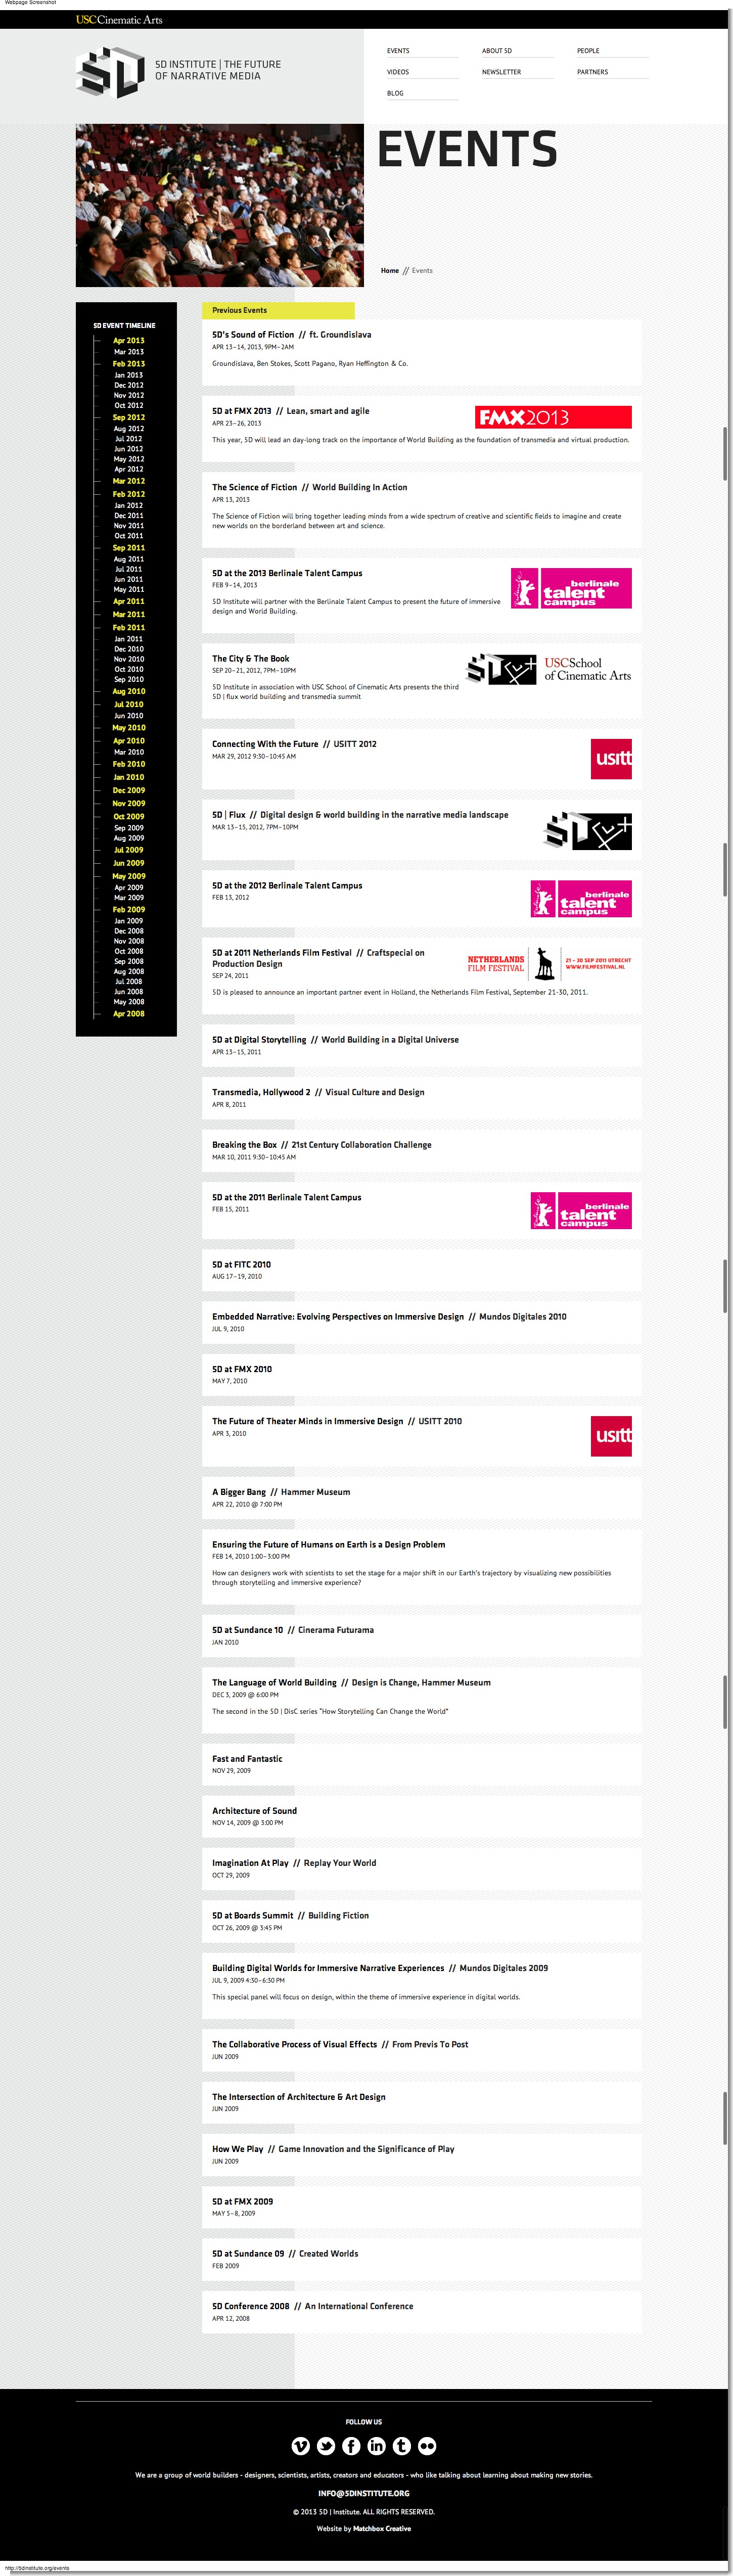 Webpage Screenshot
USC Cinematic Arts
5D INSTITUTE | THE FUTURE
OF NARRATIVE MEDIA
EVENTS
ABOUT 5D
PEOPLE
VIDEOS
NEWSLETTER
PARTNERS
BLOG
EVENTS
Home // Events
5D EVENT TIMELINE
Apr 2013
Mar 2013
Feb 2013
Jan 2013
Dec 2012
Nov 2012
Oct 2012
Sep 2012
Aug 2012
Jul 2012
Jun 2012
May 2012
Apr 2012
Mar 2012
Feb 2012
Jan 2012
Dec 2011
Nov 2011
Oct 2011
Sep 2011
Aug 2011
Jul 2011
Jun 2011
May 2011
Apr 2011
Mar 2011
Feb 2011
Jan 2011
Dec 2010
Nov 2010
Oct 2010
Sep 2010
Aug 2010
Jul 2010
Jun 2010
May 2010
Apr 2010
Mar 2010
Feb 2010
Jan 2010
Dec 2009
Nov 2009
Oct 2009
Sep 2009
Aug 2009
Jul 2009
Jun 2009
May 2009
Apr 2009
Mar 2009
Feb 2009
Jan 2009
Dec 2008
Nov 2008
Oct 2008
Sep 2008
Aug 2008
Jul 2008
Jun 2008
May 2008
Apr 2008
Previous Events
5D's Sound of Fiction // ft. Groundislava
APR 13–14, 2013, 9PM–2AM
Groundislava, Ben Stokes, Scott Pagano, Ryan Heffington & Co.
5D at FMX 2013 // Lean, smart and agile
FMX2013
APR 23–26, 2013
This year, 5D will lead an day-long track on the importance of World Building as the foundation of transmedia and virtual production.
The Science of Fiction // World Building In Action
APR 13, 2013
The Science of Fiction will bring together leading minds from a wide spectrum of creative and scientific fields to imagine and create
new worlds on the borderland between art and science.
5D at the 2013 Berlinale Talent Campus
FEB 9–14, 2013
5D Institute will partner with the Berlinale Talent Campus to present the future of immersive
design and World Building.
berlinale
talent
campus
The City & The Book
SEP 20–21, 2012, 7PM–10PM
5D Institute in association with USC School of Cinematic Arts presents the third
5D | flux world building and transmedia summit
USCSchool
of Cinematic Arts
Connecting With the Future // USITT 2012
MAR 29, 2012 9:30–10:45 AM
usitt
5D | Flux // Digital design & world building in the narrative media landscape
MAR 13–15, 2012, 7PM–10PM
5D at the 2012 Berlinale Talent Campus
FEB 13, 2012
berlinale
talent
campus
5D at 2011 Netherlands Film Festival // Craftspecial on
Production Design
SEP 24, 2011
NETHERLANDS
FILM FESTIVAL
21 - 30 SEP 2011 UTRECHT
WWW.FILMFESTIVAL.NL
5D is pleased to announce an important partner event in Holland, the Netherlands Film Festival, September 21-30, 2011.
5D at Digital Storytelling // World Building in a Digital Universe
APR 13–15, 2011
Transmedia, Hollywood 2 // Visual Culture and Design
APR 8, 2011
Breaking the Box // 21st Century Collaboration Challenge
MAR 10, 2011 9:30–10:45 AM
5D at the 2011 Berlinale Talent Campus
FEB 15, 2011
berlinale
talent
campus
5D at FITC 2010
AUG 17–19, 2010
Embedded Narrative: Evolving Perspectives on Immersive Design // Mundos Digitales 2010
JUL 9, 2010
5D at FMX 2010
MAY 7, 2010
The Future of Theater Minds in Immersive Design // USITT 2010
APR 3, 2010
usitt
A Bigger Bang // Hammer Museum
APR 22, 2010 @ 7:00 PM
Ensuring the Future of Humans on Earth is a Design Problem
FEB 14, 2010 1:00–3:00 PM
How can designers work with scientists to set the stage for a major shift in our Earth's trajectory by visualizing new possibilities
through storytelling and immersive experience?
5D at Sundance 10 // Cinerama Futurama
JAN 2010
The Language of World Building // Design is Change, Hammer Museum
DEC 3, 2009 @ 6:00 PM
The second in the 5D | DisC series "How Storytelling Can Change the World"
Fast and Fantastic
NOV 29, 2009
Architecture of Sound
NOV 14, 2009 @ 3:00 PM
Imagination At Play // Replay Your World
OCT 29, 2009
5D at Boards Summit // Building Fiction
OCT 26, 2009 @ 3:45 PM
Building Digital Worlds for Immersive Narrative Experiences // Mundos Digitales 2009
JUL 9, 2009 4:30–6:30 PM
This special panel will focus on design, within the theme of immersive experience in digital worlds.
The Collaborative Process of Visual Effects // From Previs To Post
JUN 2009
The Intersection of Architecture & Art Design
JUN 2009
How We Play // Game Innovation and the Significance of Play
JUN 2009
5D at FMX 2009
MAY 5–8, 2009
5D at Sundance 09 // Created Worlds
FEB 2009
5D Conference 2008 // An International Conference
APR 12, 2008
FOLLOW US
We are a group of world builders - designers, scientists, artists, creators and educators - who like talking about learning about making new stories.
INFO@5DINSTITUTE.ORG
© 2013 5D | Institute. ALL RIGHTS RESERVED.
Website by Matchbox Creative
http://5dinstitute.org/events